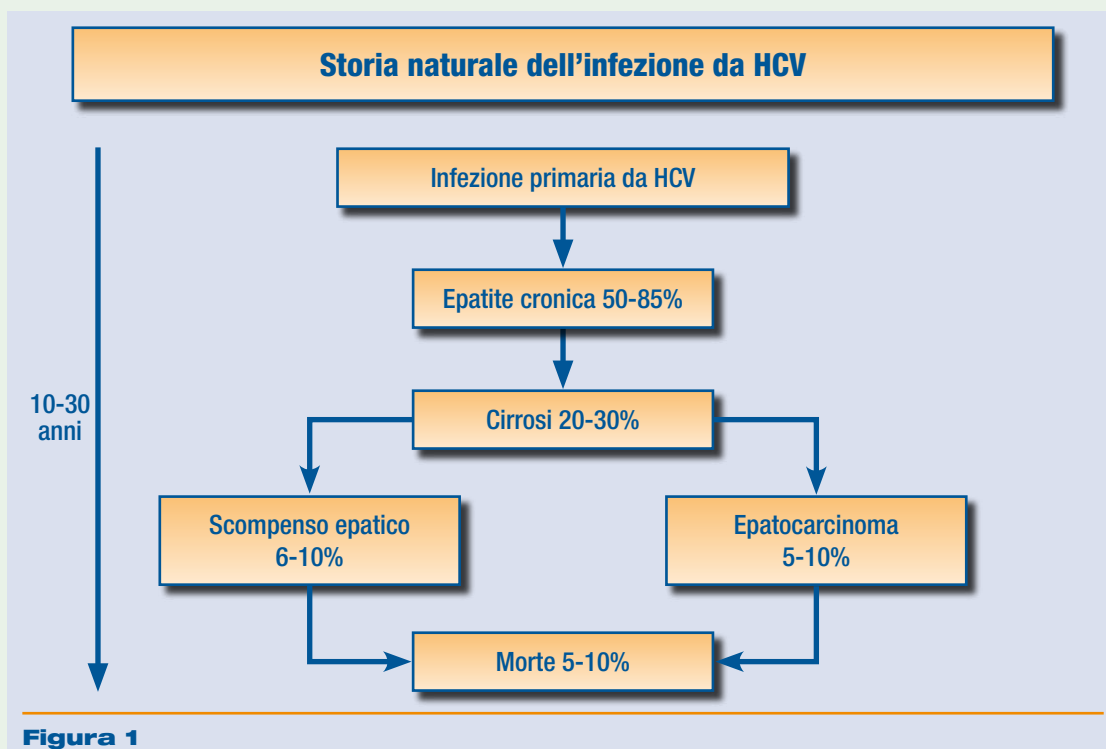 Storia naturale dell'infezione da HCV
Infezione primaria da HCV
Epatite cronica 50-85%
10-30
anni
Cirrosi 20-30%
Scompenso epatico
6-10%
Epatocarcinoma
5-10%
Morte 5-10%
Figura 1